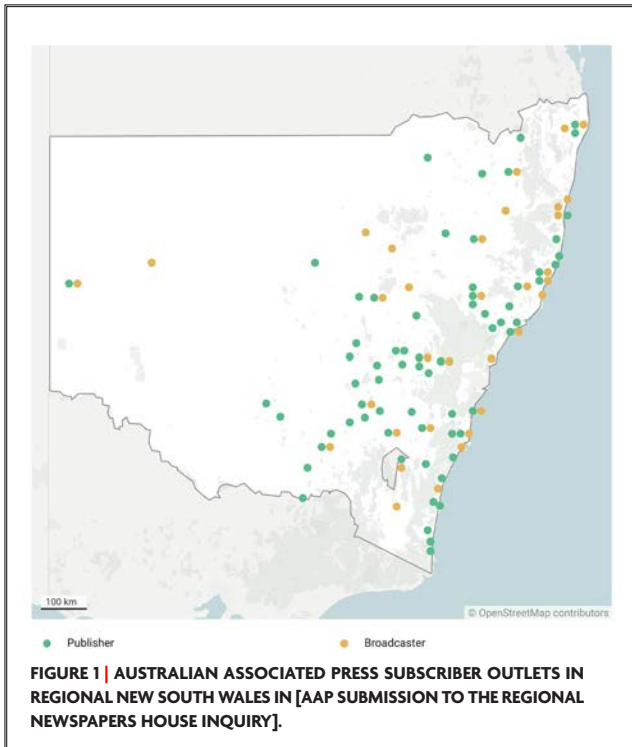 100 km
© OpenStreetMap contributors
Publisher
Broadcaster
FIGURE 1 | AUSTRALIAN ASSOCIATED PRESS SUBSCRIBER OUTLETS IN
REGIONAL NEW SOUTH WALES IN [AAP SUBMISSION TO THE REGIONAL
NEWSPAPERS HOUSE INQUIRY].